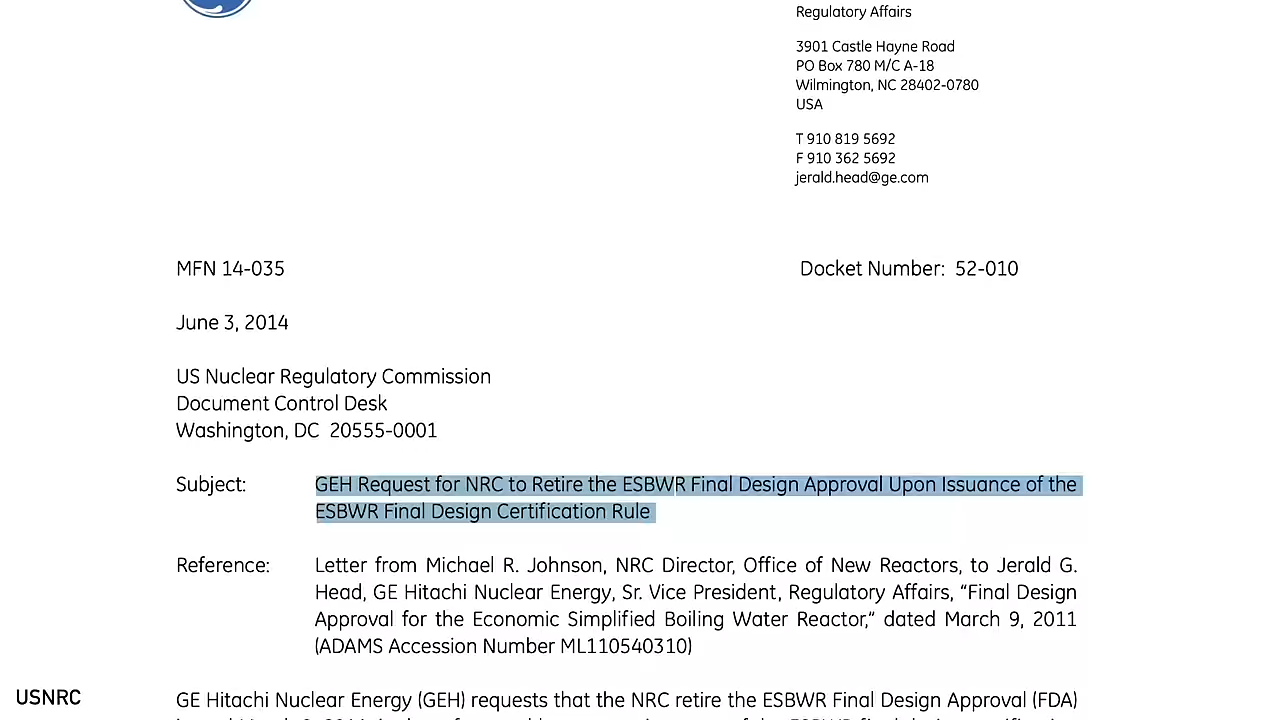 Regulatory Affairs
3901 Castle Hayne Road
PO Box 780 M/C A-18
Wilmington, NC 28402-0780
USA
T 910 819 5692
F 910 362 5692
jerald.head@ge.com
MFN 14-035
Docket Number: 52-010
June 3, 2014
US Nuclear Regulatory Commission
Document Control Desk
Washington, DC 20555-0001
Subject: GEH Request for NRC to Retire the ESBWR Final Design Approval Upon Issuance of the
ESBWR Final Design Certification Rule
Reference: Letter from Michael R. Johnson, NRC Director, Office of New Reactors, to Jerald G.
Head, GE Hitachi Nuclear Energy, Sr. Vice President, Regulatory Affairs, “Final Design
Approval for the Economic Simplified Boiling Water Reactor,” dated March 9, 2011
(ADAMS Accession Number ML110540310)
GE Hitachi Nuclear Energy (GEH) requests that the NRC retire the ESBWR Final Design Approval (FDA)
USNRC